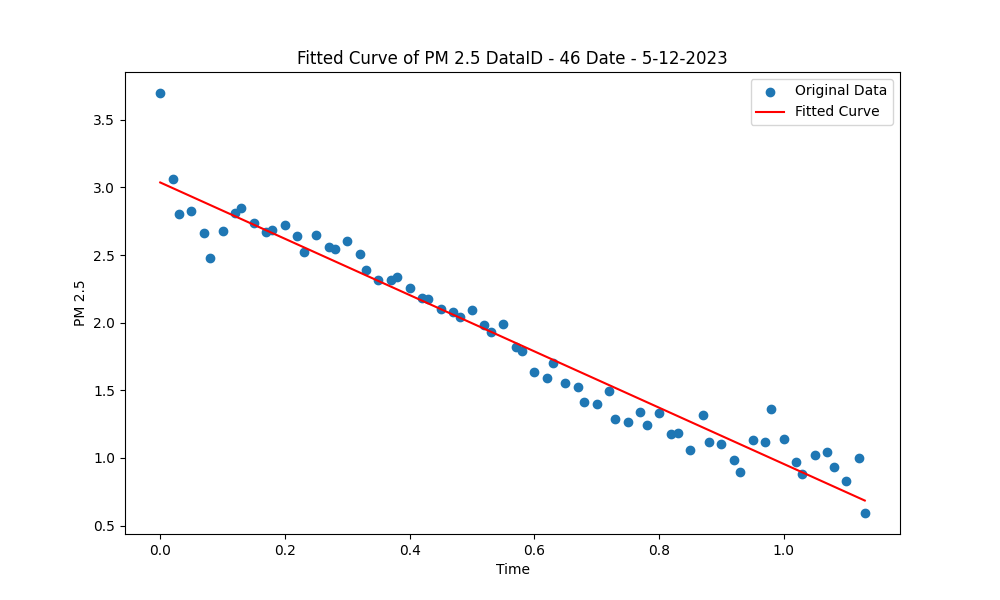 Fitted Curve of PM 2.5 DataID - 46 Date - 5-12-2023
Original Data
Fitted Curve
PM 2.5
3.5
3.0
2.5
2.0
1.5
1.0
0.5
0.0 0.2 0.4 0.6 0.8 1.0
Time